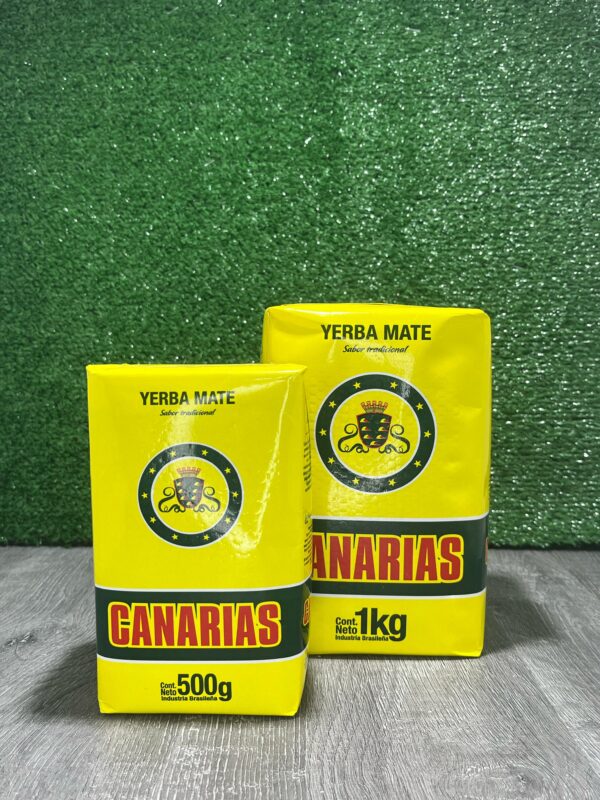 YERBA MATE
Sabor tradicional
CANARIAS
Cont.
Neto 500g
Industria Brasileña
YERBA MATE
Sabor tradicional
ANARIAS
Cont.
Neto 1kg
Industria Brasileña